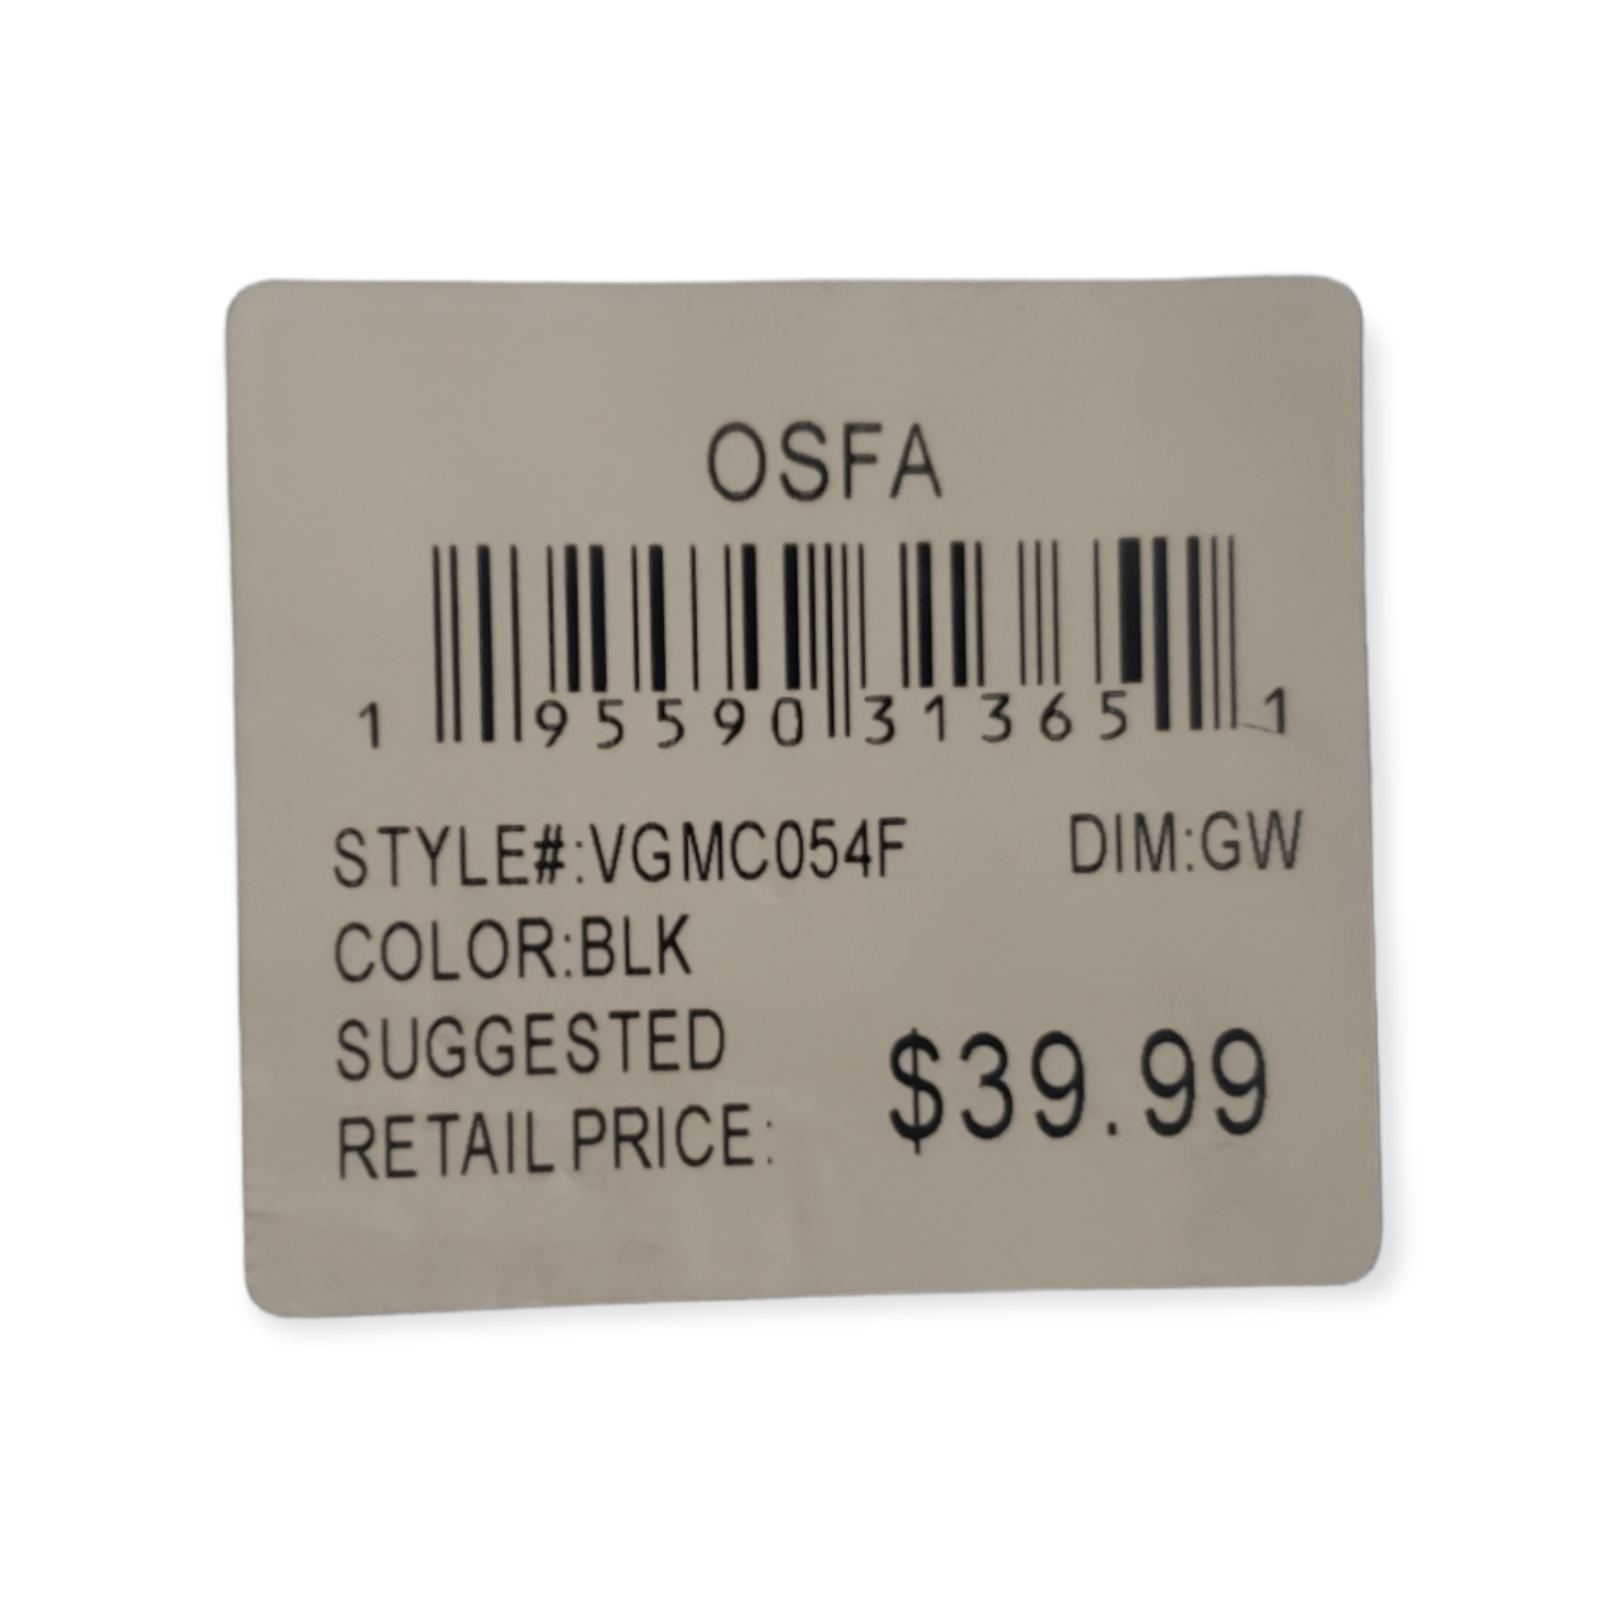 OSFA
1 95590 31365 1
STYLE#:VGMC054F DIM:GW
COLOR:BLK
SUGGESTED
RETAIL PRICE: $39.99